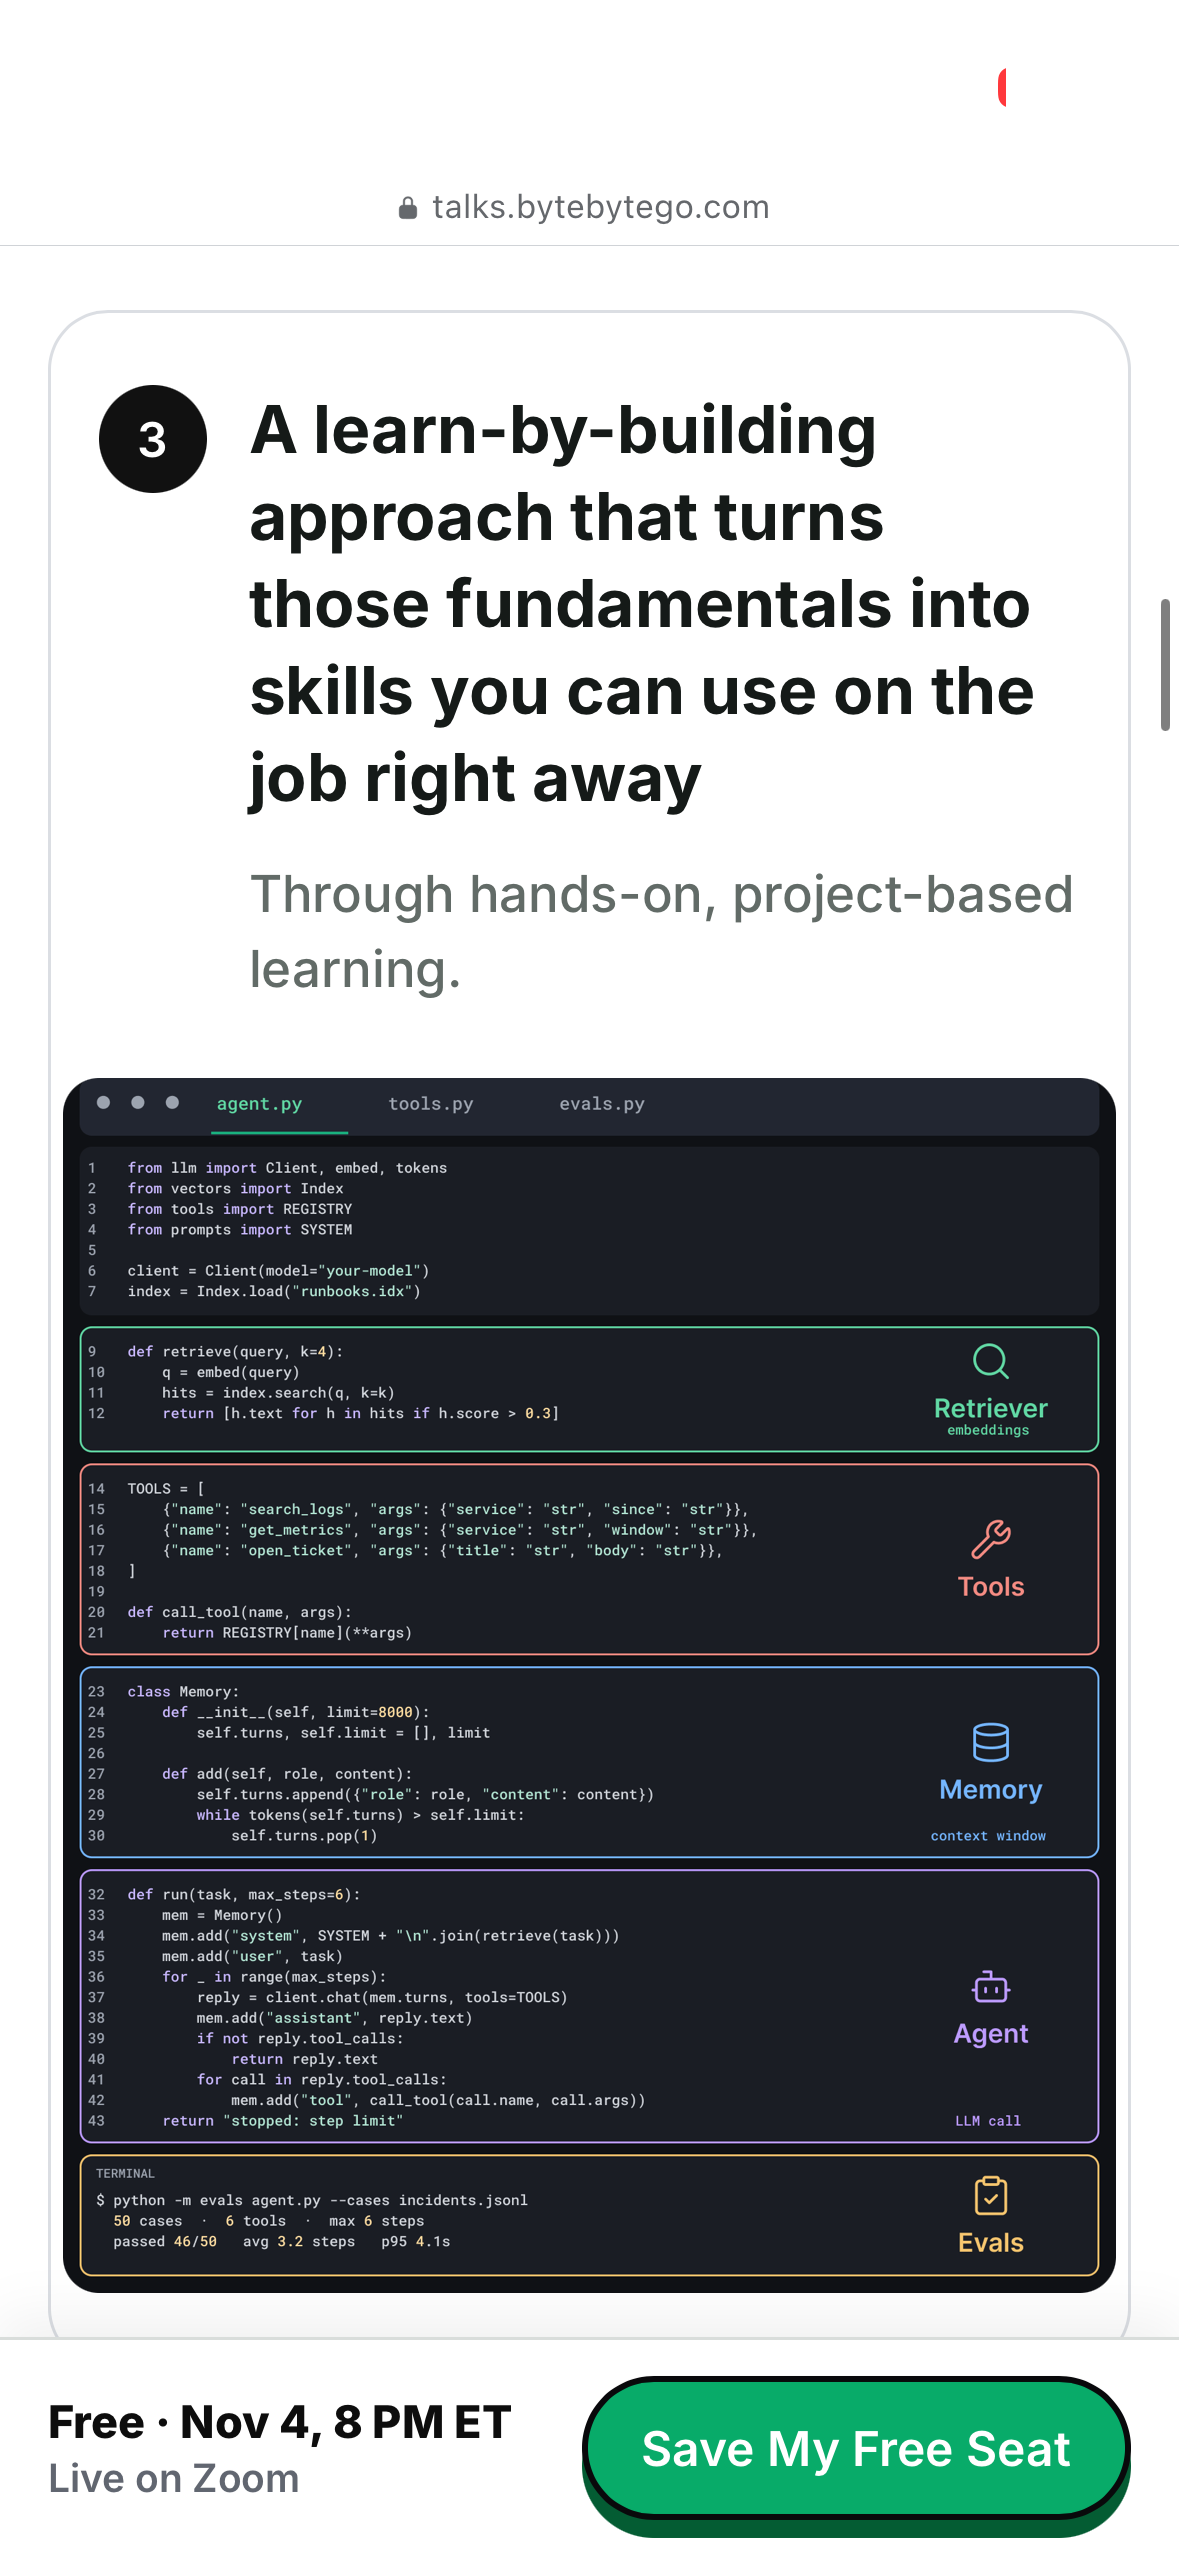 talks.bytebytego.com
3
A learn-by-building
approach that turns
those fundamentals into
skills you can use on the
job right away
Through hands-on, project-based
learning.
agent.py tools.py evals.py
1 from llm import Client, embed, tokens
2 from vectors import Index
3 from tools import REGISTRY
4 from prompts import SYSTEM
5
6 client = Client(model="your-model")
7 index = Index.load("runbooks.idx")
9 def retrieve(query, k=4):
10 q = embed(query)
11 hits = index.search(q, k=k)
12 return [h.text for h in hits if h.score > 0.3]
Retriever
embeddings
14 TOOLS = [
15 {"name": "search_logs", "args": {"service": "str", "since": "str"}},
16 {"name": "get_metrics", "args": {"service": "str", "window": "str"}},
17 {"name": "open_ticket", "args": {"title": "str", "body": "str"}},
18 ]
19
20 def call_tool(name, args):
21 return REGISTRY[name](**args)
Tools
23 class Memory:
24 def __init__(self, limit=8000):
25 self.turns, self.limit = [], limit
26
27 def add(self, role, content):
28 self.turns.append({"role": role, "content": content})
29 while tokens(self.turns) > self.limit:
30 self.turns.pop(1)
Memory
context window
32 def run(task, max_steps=6):
33 mem = Memory()
34 mem.add("system", SYSTEM + "\n".join(retrieve(task)))
35 mem.add("user", task)
36 for _ in range(max_steps):
37 reply = client.chat(mem.turns, tools=TOOLS)
38 mem.add("assistant", reply.text)
39 if not reply.tool_calls:
40 return reply.text
41 for call in reply.tool_calls:
42 mem.add("tool", call_tool(call.name, call.args))
43 return "stopped: step limit"
Agent
LLM call
TERMINAL
$ python -m evals agent.py --cases incidents.jsonl
50 cases · 6 tools · max 6 steps
passed 46/50 avg 3.2 steps p95 4.1s
Evals
Free · Nov 4, 8 PM ET
Live on Zoom
Save My Free Seat